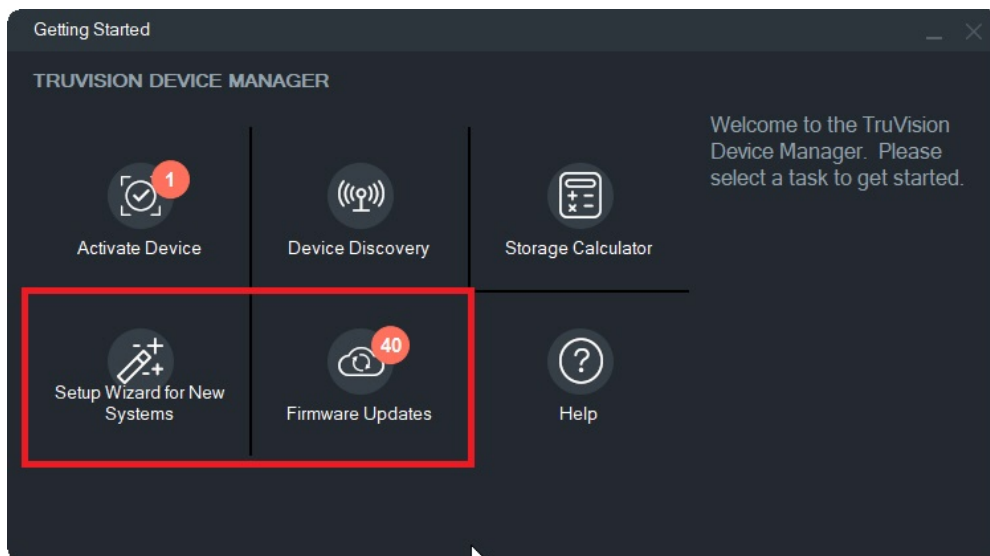 Getting Started
TRUVISION DEVICE MANAGER
Welcome to the TruVision
Device Manager. Please
select a task to get started.
1
Activate Device
Device Discovery
Storage Calculator
Setup Wizard for New
Systems
40
Firmware Updates
Help